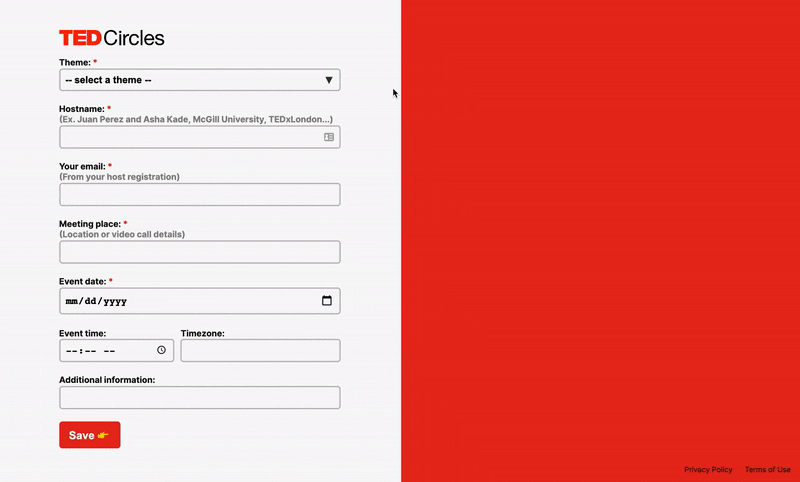 TEDCircles
Theme: *
-- select a theme --
Hostname: *
(Ex. Juan Perez and Asha Kade, McGill University, TEDxLondon...)
Your email: *
(From your host registration)
Meeting place: *
(Location or video call details)
Event date: *
mm/dd/yyyy
Event time: Timezone:
--:-- --
Additional information:
Save 👉
Privacy Policy Terms of Use